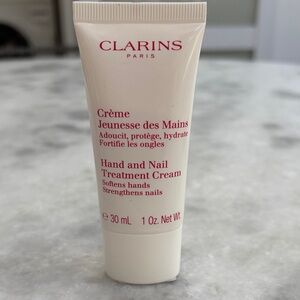 CLARINS
PARIS
Crème
Jeunesse des Mains
Adoucit, protège, hydrate
Fortifie les ongles
Hand and Nail
Treatment Cream
Softens hands
Strengthens nails
℮ 30 mL 1 Oz. Net Wt.